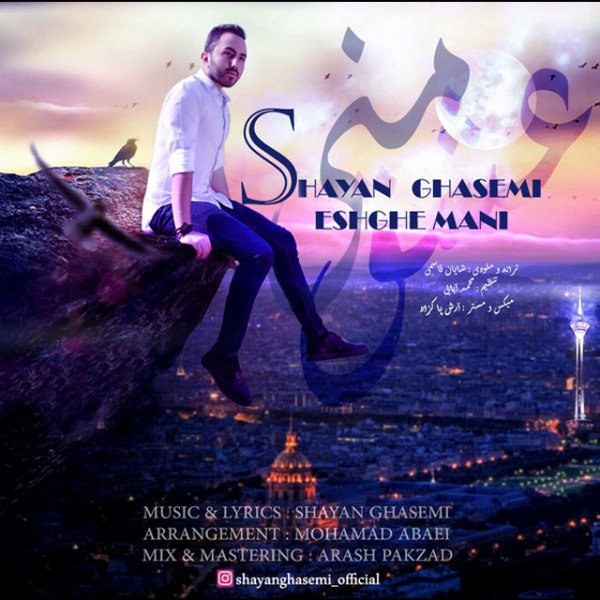 عشق منی
SHAYAN GHASEMI
ESHGHE MANI
ترانه و ملودی : شایان قاسمی
تنظیم : محمد آبایی
میکس و مستر : آرش پاکزاد
MUSIC & LYRICS : SHAYAN GHASEMI
ARRANGEMENT : MOHAMAD ABAEI
MIX & MASTERING : ARASH PAKZAD
shayanghasemi_official